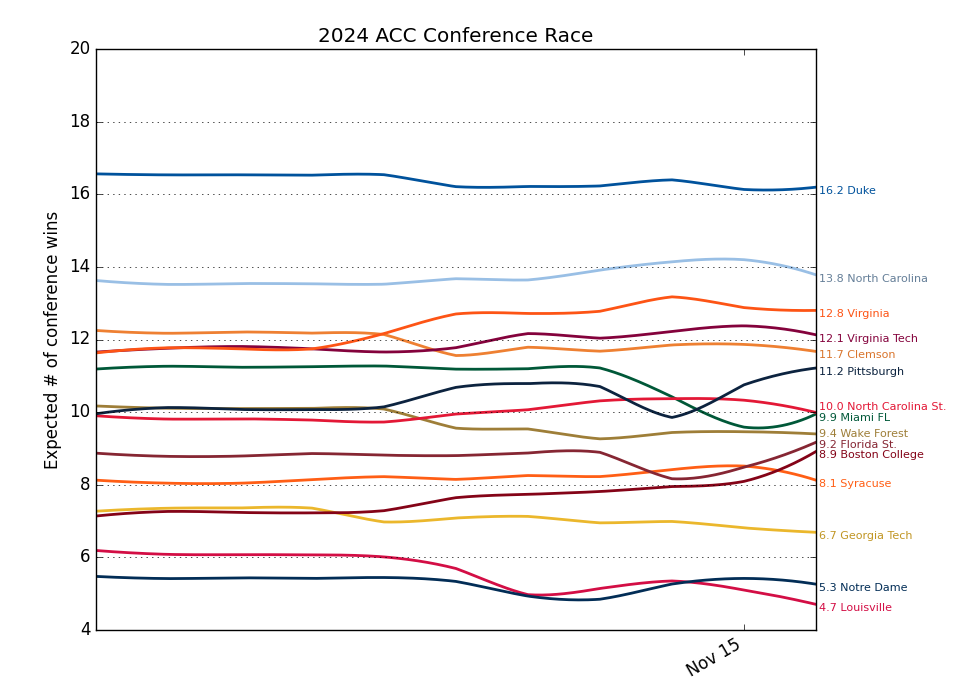 2024 ACC Conference Race
Expected # of conference wins
20
18
16
14
12
10
8
6
4
Nov 15
16.2 Duke
13.8 North Carolina
12.8 Virginia
12.1 Virginia Tech
11.7 Clemson
11.2 Pittsburgh
10.0 North Carolina St.
9.9 Miami FL
9.4 Wake Forest
9.2 Florida St.
8.9 Boston College
8.1 Syracuse
6.7 Georgia Tech
5.3 Notre Dame
4.7 Louisville